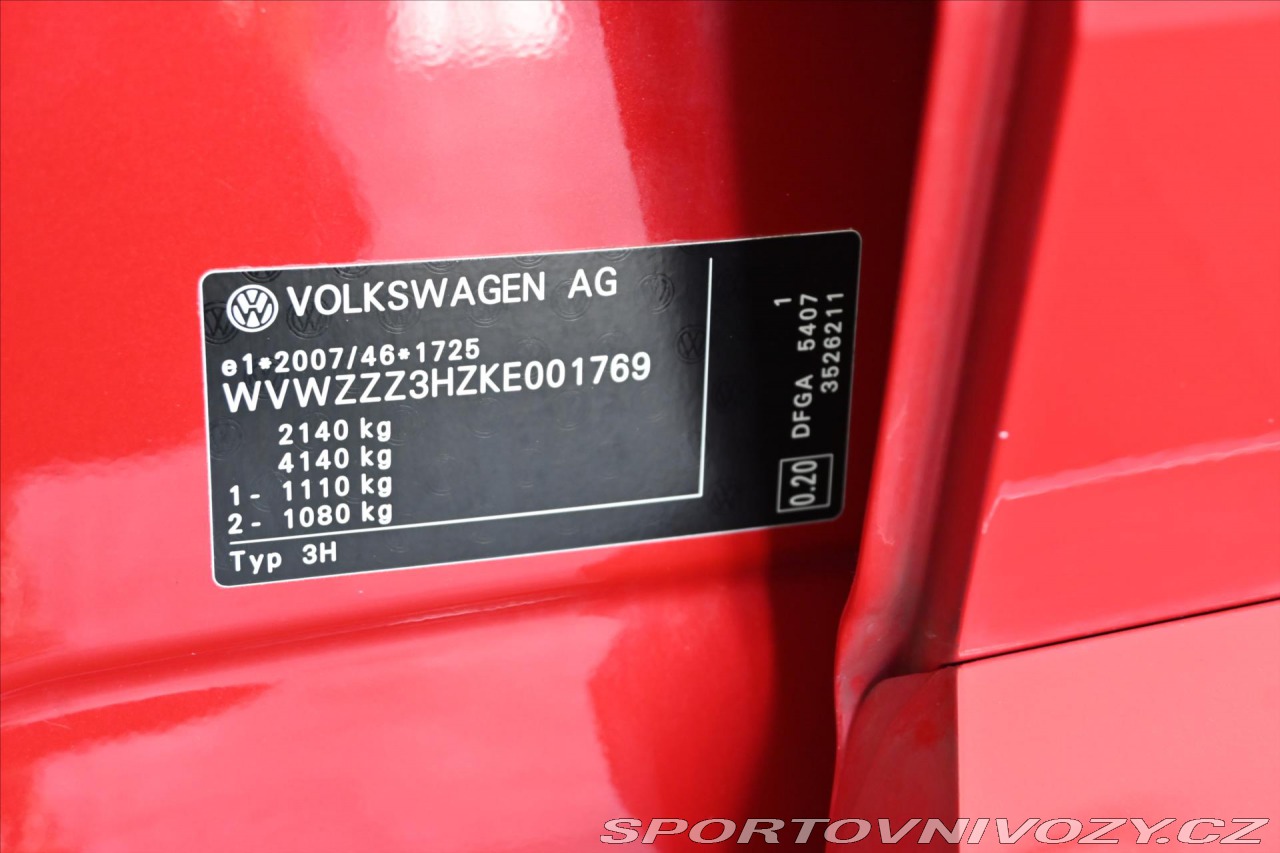 VOLKSWAGEN AG
e1*2007/46*1725
WVWZZZ3HZKE001769
2140 kg
4140 kg
1- 1110 kg
2- 1080 kg
Typ 3H
1
DFGA 5407
3526211
0.20
SPORTOVNIVOZY.CZ